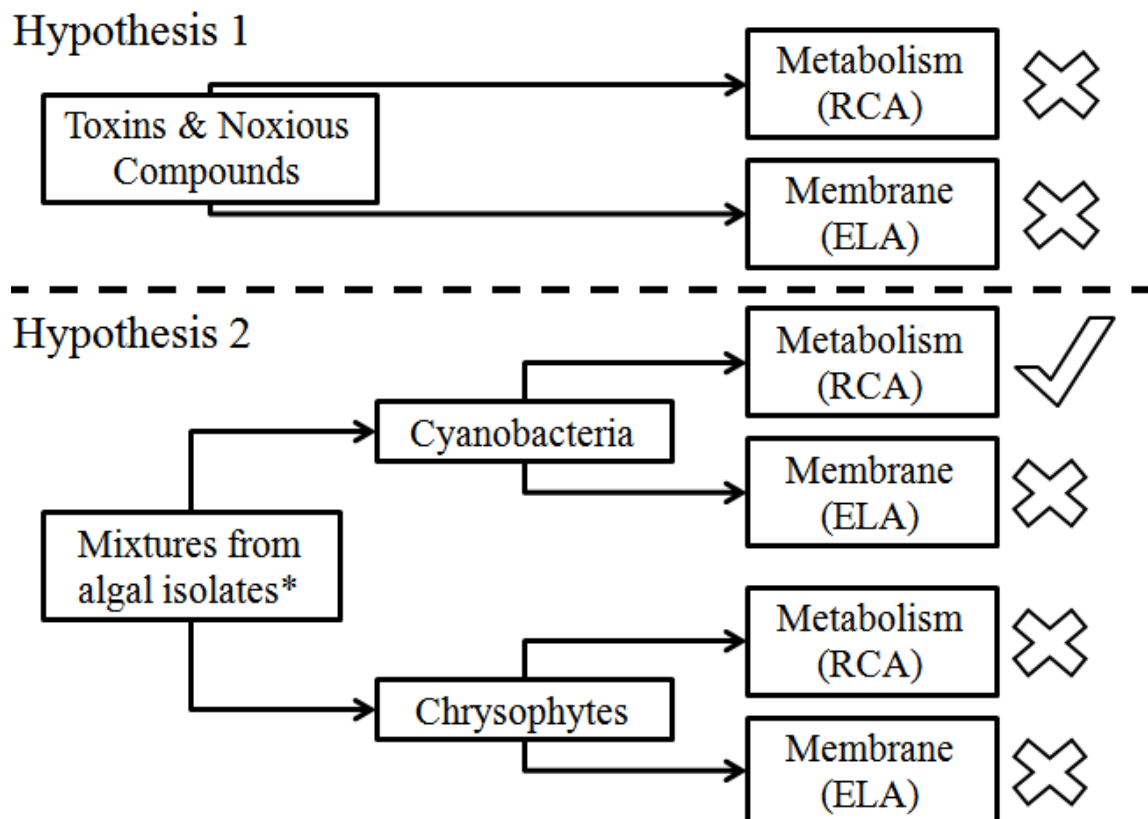 Hypothesis 1
Toxins & Noxious
Compounds
Metabolism
(RCA)
Membrane
(ELA)
Hypothesis 2
Mixtures from
algal isolates*
Cyanobacteria
Metabolism
(RCA)
Membrane
(ELA)
Chrysophytes
Metabolism
(RCA)
Membrane
(ELA)